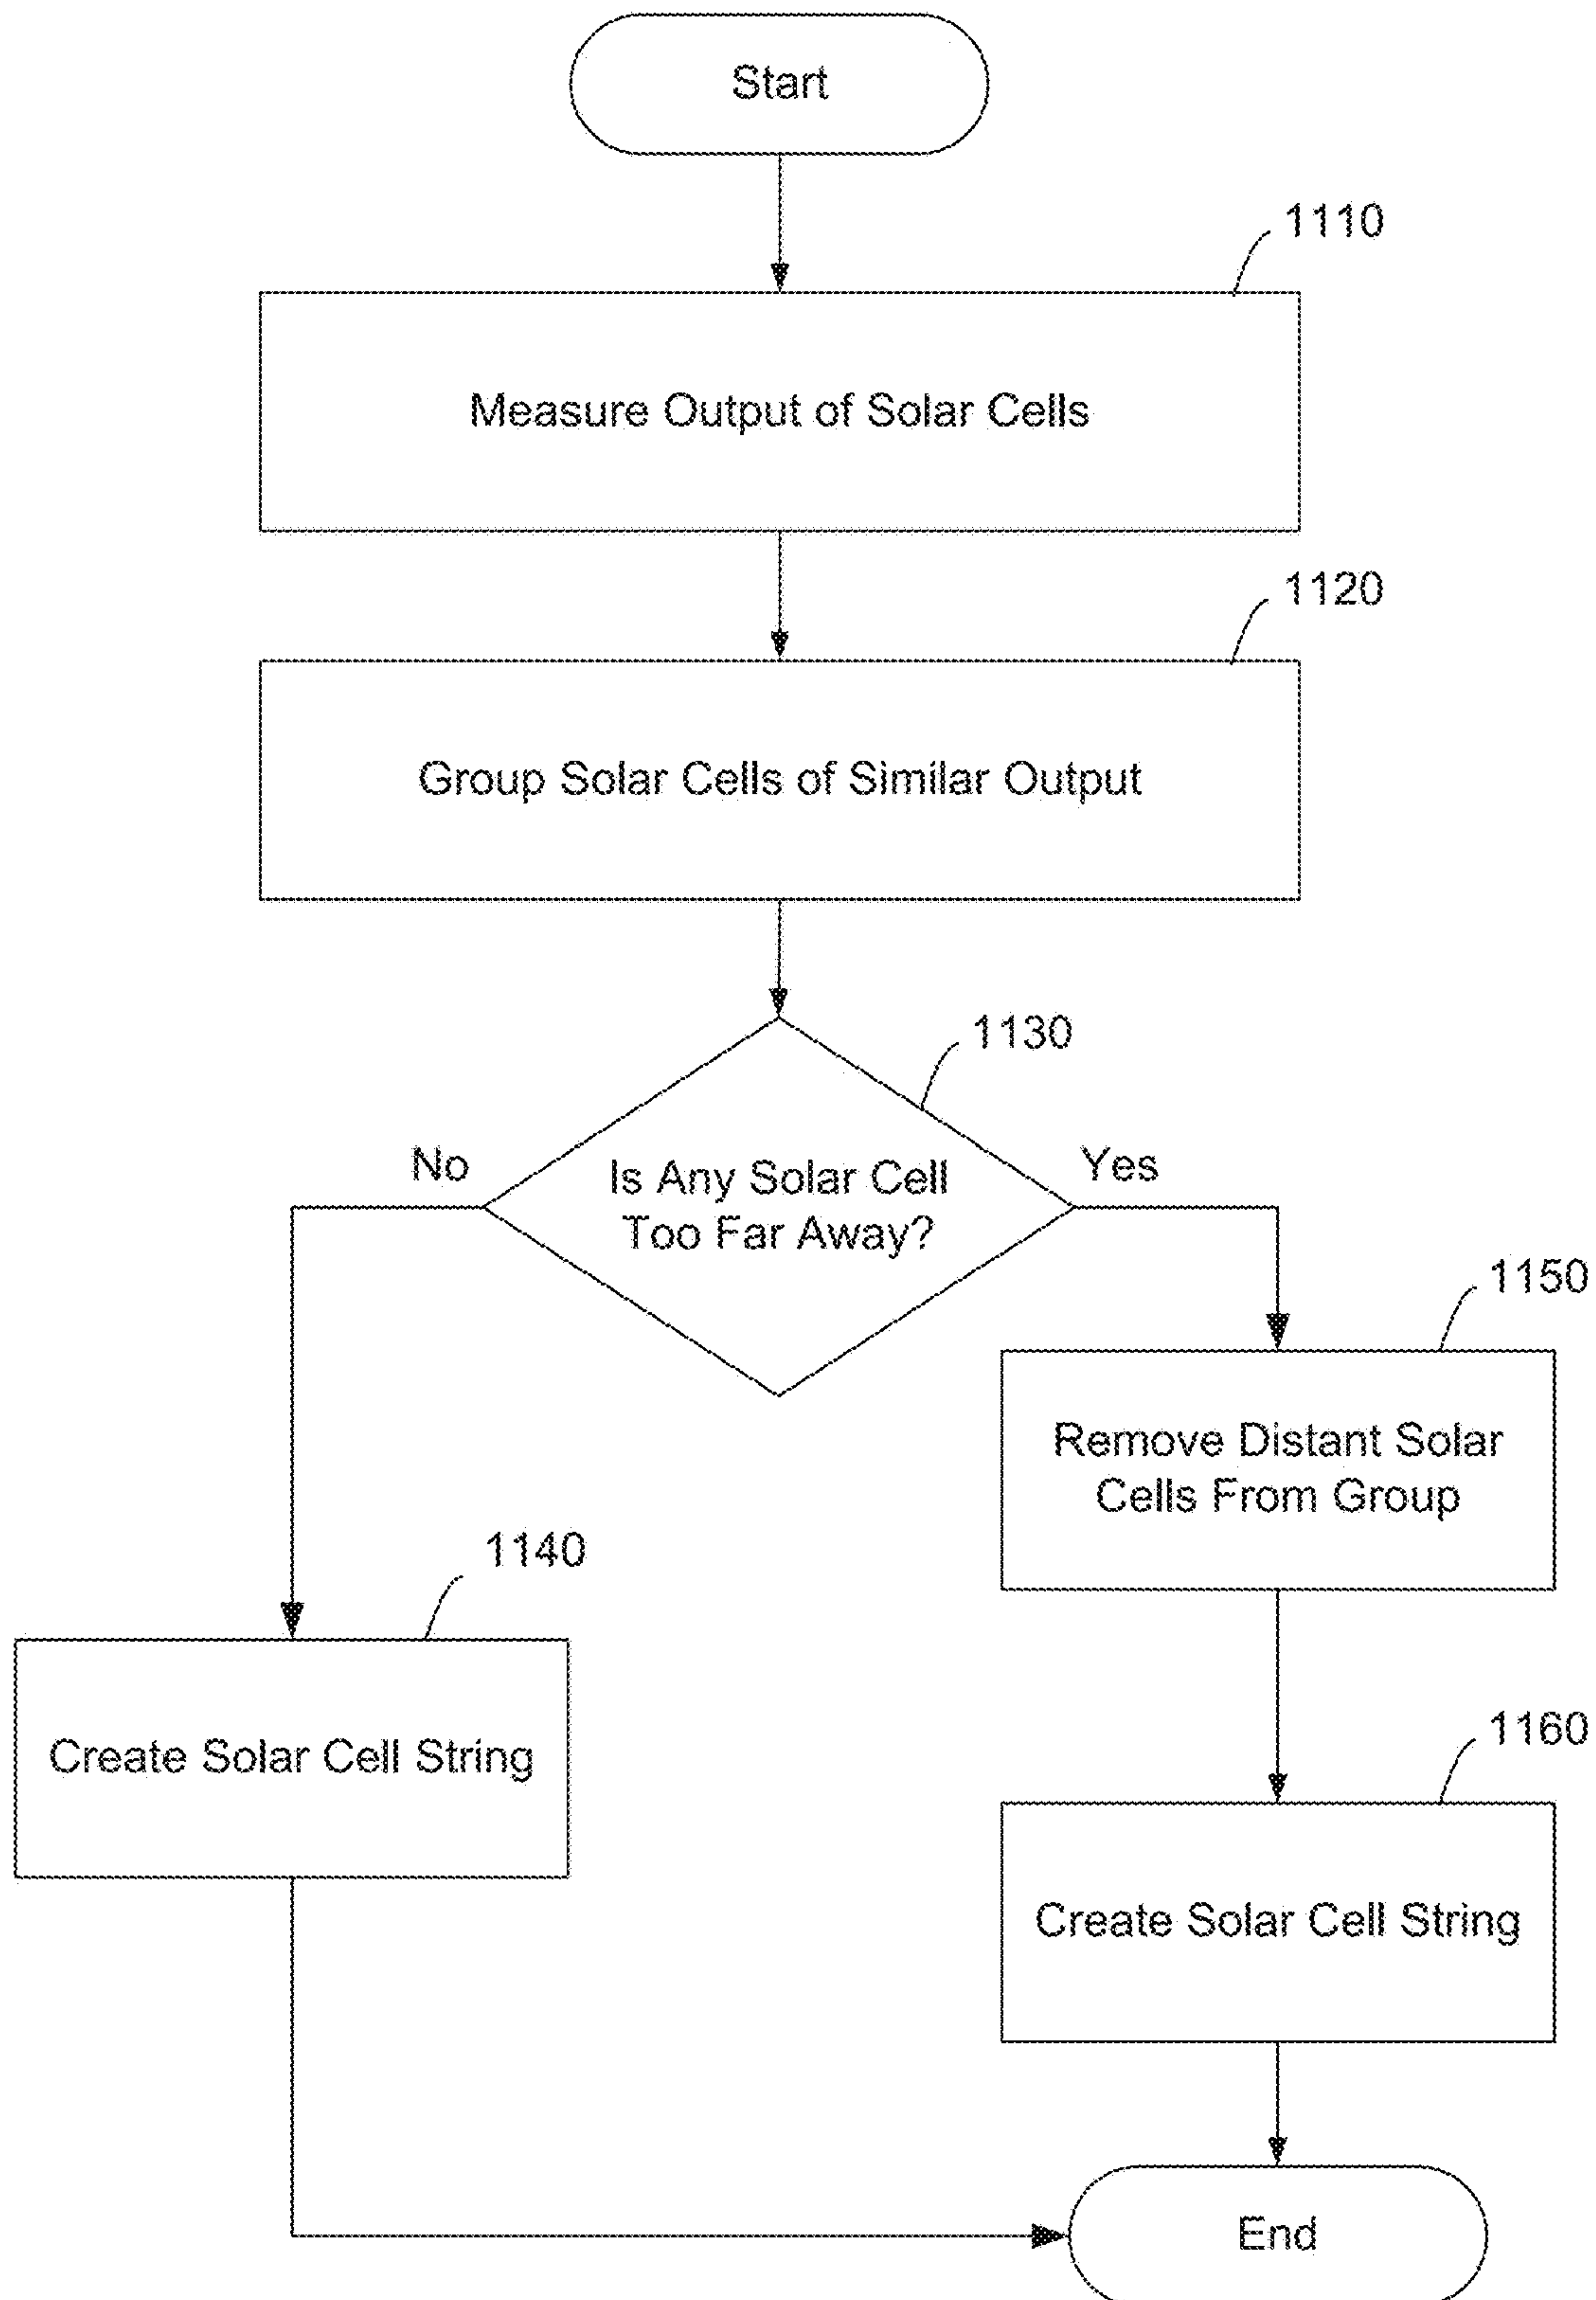 Start
1110
Measure Output of Solar Cells
1120
Group Solar Cells of Similar Output
1130
No
Is Any Solar Cell
Too Far Away?
Yes
1150
Remove Distant Solar
Cells From Group
1140
Create Solar Cell String
1160
Create Solar Cell String
End